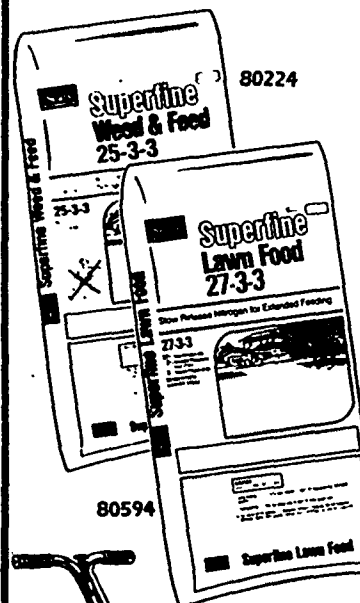 80224
Superfine
Weed & Feed
25-3-3
25-3-3
Superfine Weed & Feed
Superfine
Lawn Food
27-3-3
Slow Release Nitrogen for Extended Feeding
27-3-3
Superfine Lawn Food
Sup
80594
Superfine Lawn Food